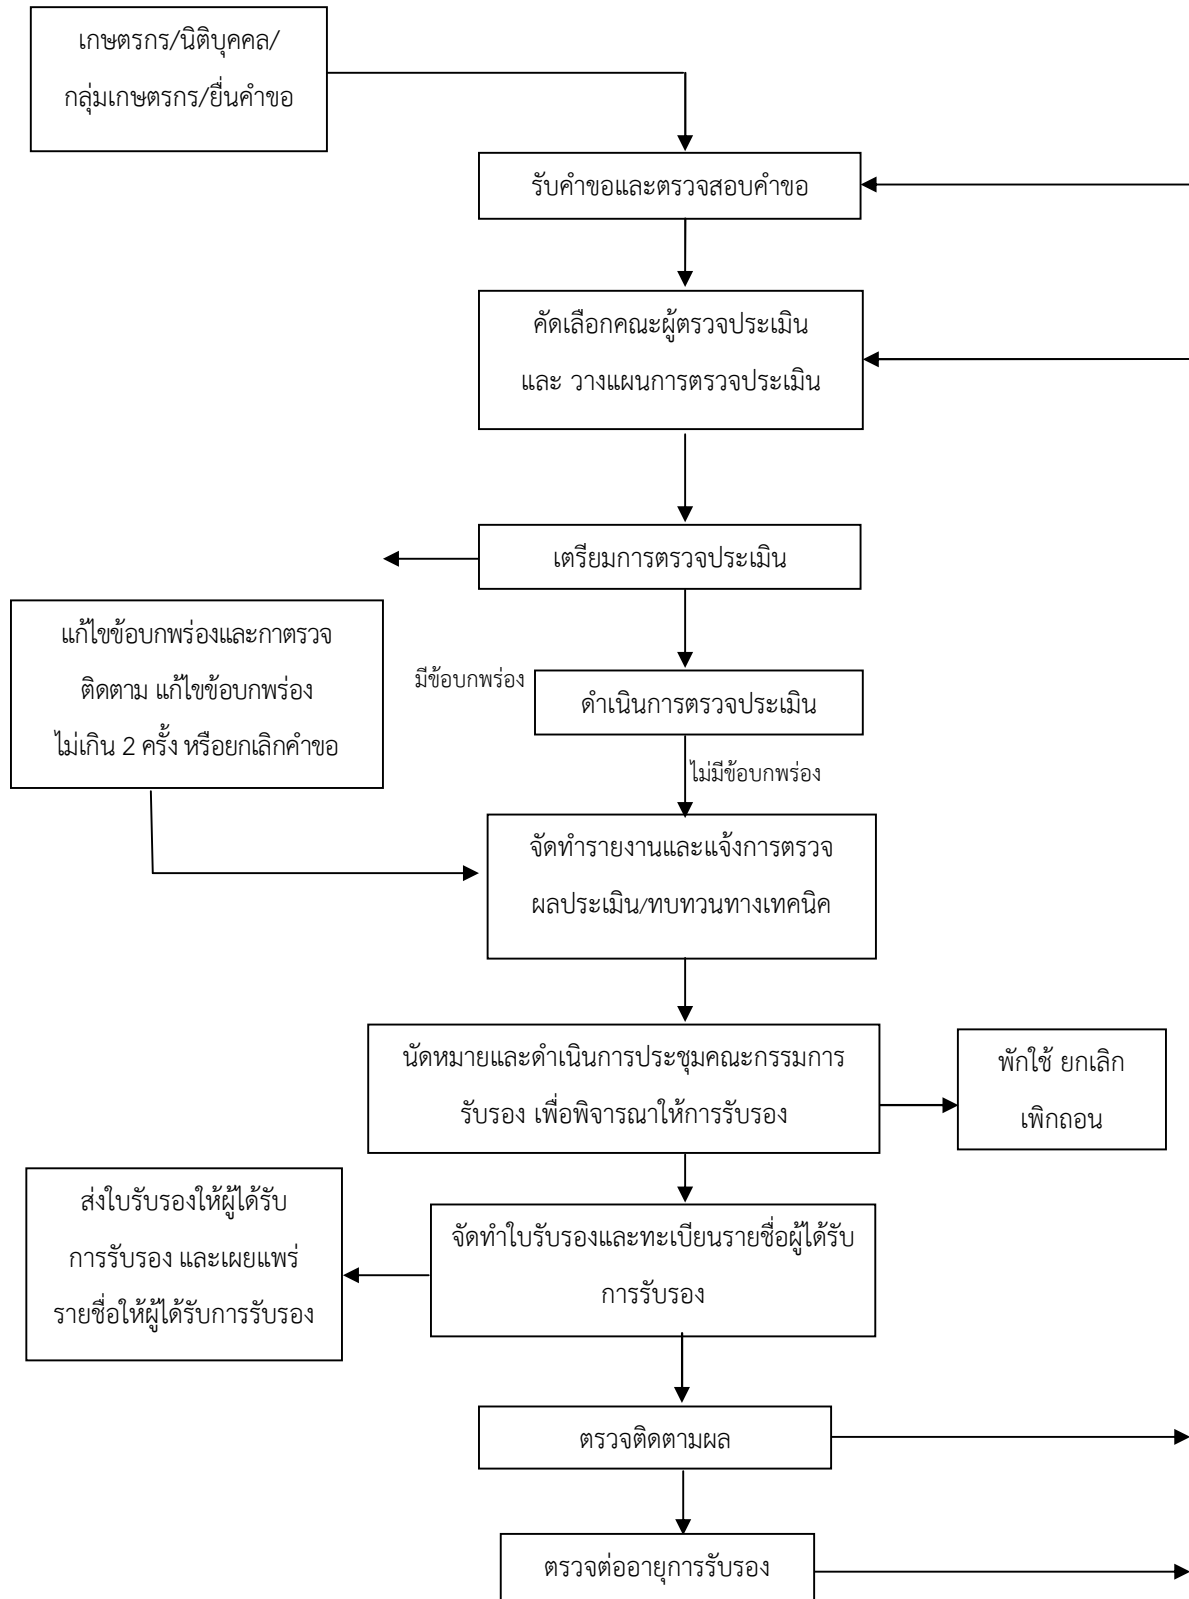 เกษตรกร/นิติบุคคล/
กลุ่มเกษตรกร/ยื่นคำขอ
รับคำขอและตรวจสอบคำขอ
คัดเลือกคณะผู้ตรวจประเมิน
และ วางแผนการตรวจประเมิน
เตรียมการตรวจประเมิน
แก้ไขข้อบกพร่องและกาตรวจ
ติดตาม แก้ไขข้อบกพร่อง
ไม่เกิน 2 ครั้ง หรือยกเลิกคำขอ
มีข้อบกพร่อง
ดำเนินการตรวจประเมิน
ไม่มีข้อบกพร่อง
จัดทำรายงานและแจ้งการตรวจ
ผลประเมิน/ทบทวนทางเทคนิค
นัดหมายและดำเนินการประชุมคณะกรรมการ
รับรอง เพื่อพิจารณาให้การรับรอง
พักใช้ ยกเลิก
เพิกถอน
ส่งใบรับรองให้ผู้ได้รับ
การรับรอง และเผยแพร่
รายชื่อให้ผู้ได้รับการรับรอง
จัดทำใบรับรองและทะเบียนรายชื่อผู้ได้รับ
การรับรอง
ตรวจติดตามผล
ตรวจต่ออายุการรับรอง